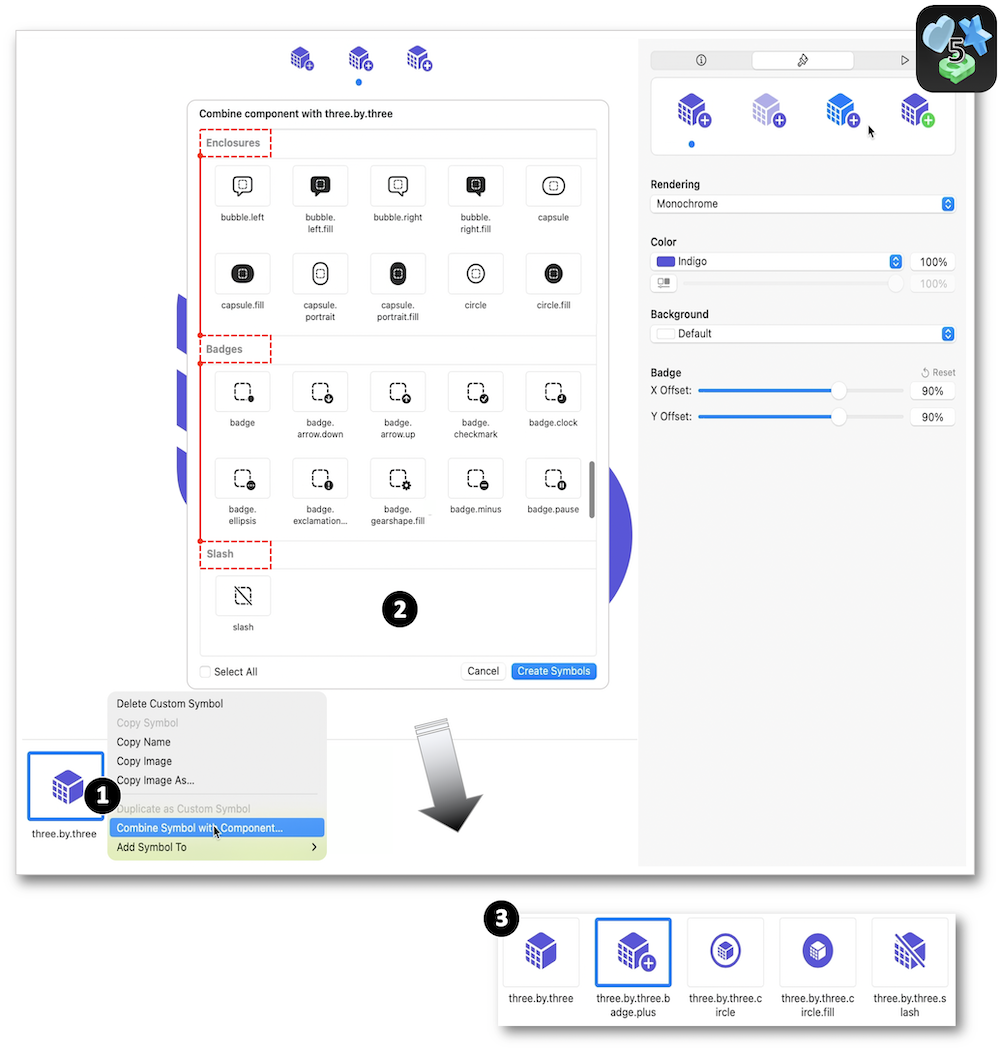 5
Combine component with three.by.three
Enclosures
bubble.left
bubble.
left.fill
bubble.right
bubble.
right.fill
capsule
capsule.fill
capsule.
portrait
capsule.
portrait.fill
circle
circle.fill
Badges
badge
badge.
arrow.down
badge.
arrow.up
badge.
checkmark
badge.clock
badge.
ellipsis
badge.
exclamation...
badge.
gearshape.fill
badge.minus
badge.pause
Slash
slash
2
Select All
Cancel
Create Symbols
Rendering
Monochrome
Color
Indigo
100%
100%
Background
Default
Badge
Reset
X Offset:
90%
Y Offset:
90%
Delete Custom Symbol
Copy Symbol
Copy Name
Copy Image
Copy Image As...
Duplicate as Custom Symbol
Combine Symbol with Component...
Add Symbol To
1
three.by.three
3
three.by.three
three.by.three.b
adge.plus
three.by.three.c
ircle
three.by.three.c
ircle.fill
three.by.three.s
lash